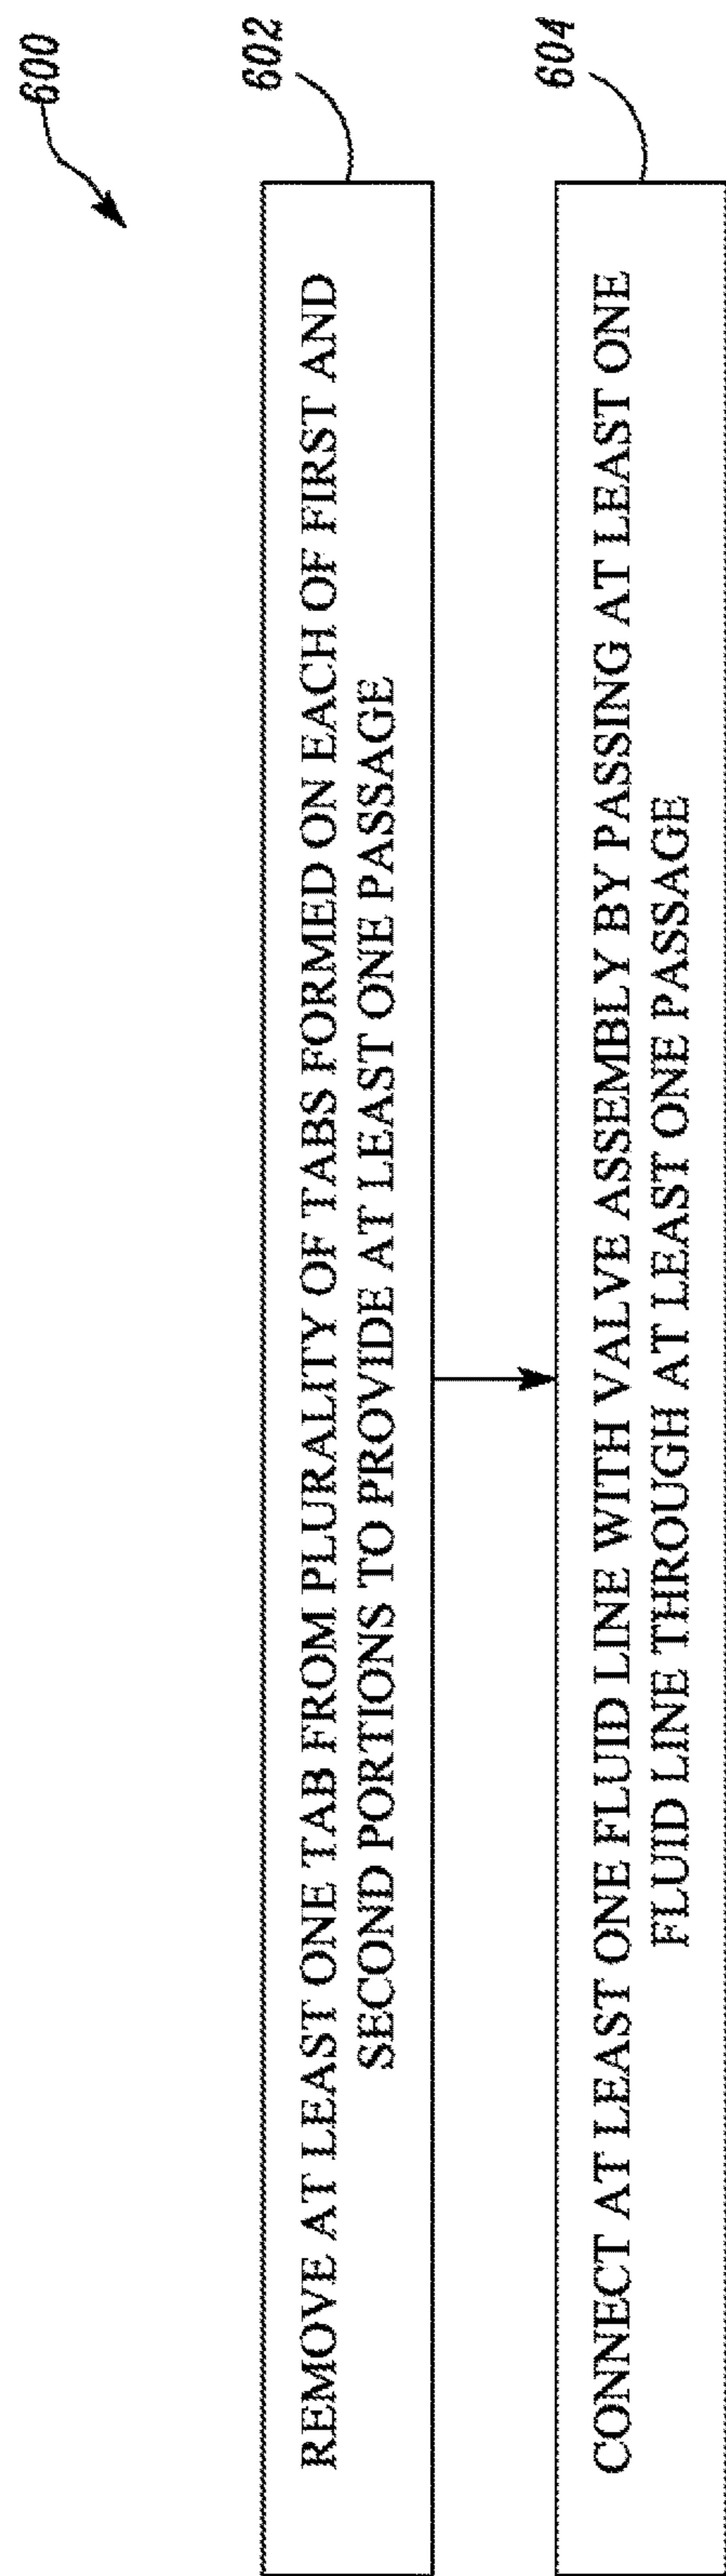 600
602
REMOVE AT LEAST ONE TAB FROM PLURALITY OF TABS FORMED ON EACH OF FIRST AND
SECOND PORTIONS TO PROVIDE AT LEAST ONE PASSAGE
604
CONNECT AT LEAST ONE FLUID LINE WITH VALVE ASSEMBLY BY PASSING AT LEAST ONE
FLUID LINE THROUGH AT LEAST ONE PASSAGE